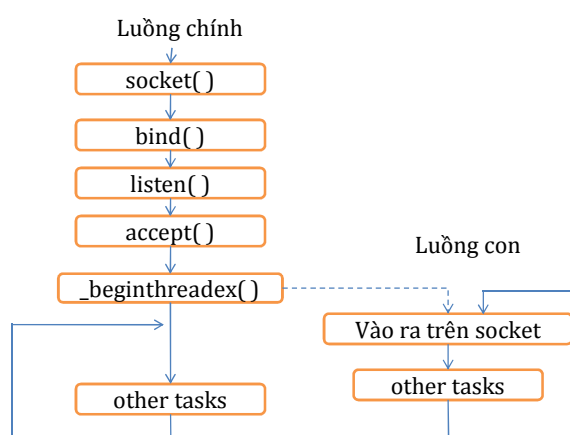 Luồng chính
socket( )
bind( )
listen( )
accept( )
Luồng con
_beginthreadex( )
Vào ra trên socket
other tasks
other tasks